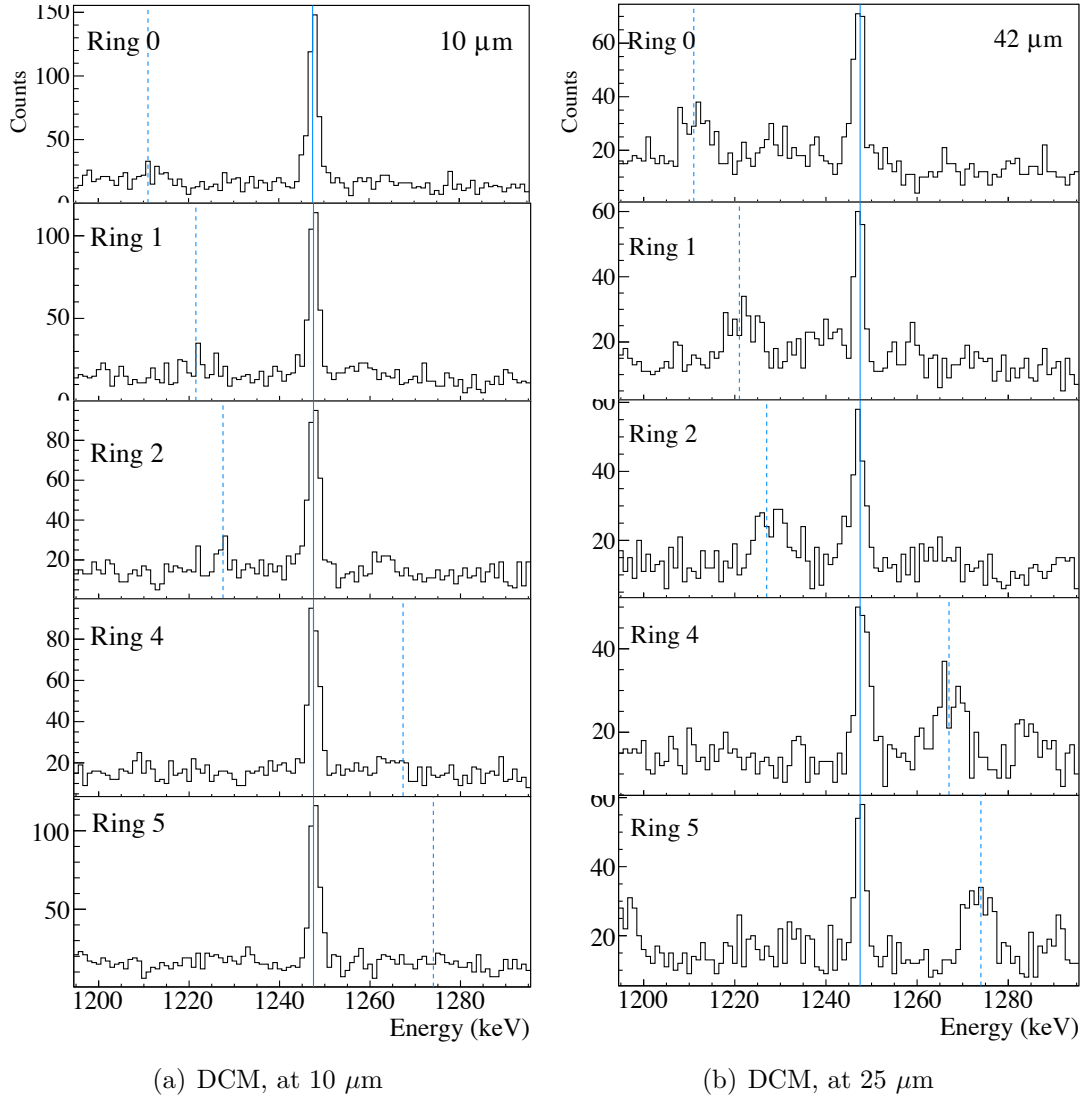 Counts
150
100
50
0
Ring 0
10 μm
100
50
0
Ring 1
80
60
40
20
Ring 2
80
60
40
20
Ring 4
100
50
Ring 5
1200 1220 1240 1260 1280
Energy (keV)
(a) DCM, at 10 μm
Counts
60
40
20
Ring 0
42 μm
60
40
20
Ring 1
60
40
20
Ring 2
40
20
Ring 4
60
40
20
Ring 5
1200 1220 1240 1260 1280
Energy (keV)
(b) DCM, at 25 μm